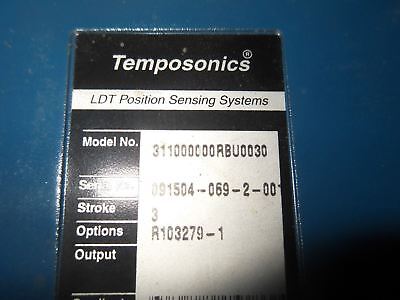 Temposonics®
LDT Position Sensing Systems
Model No. 311000000RBU0030
091504-069-2-001
Stroke 3
Options R103279-1
Output